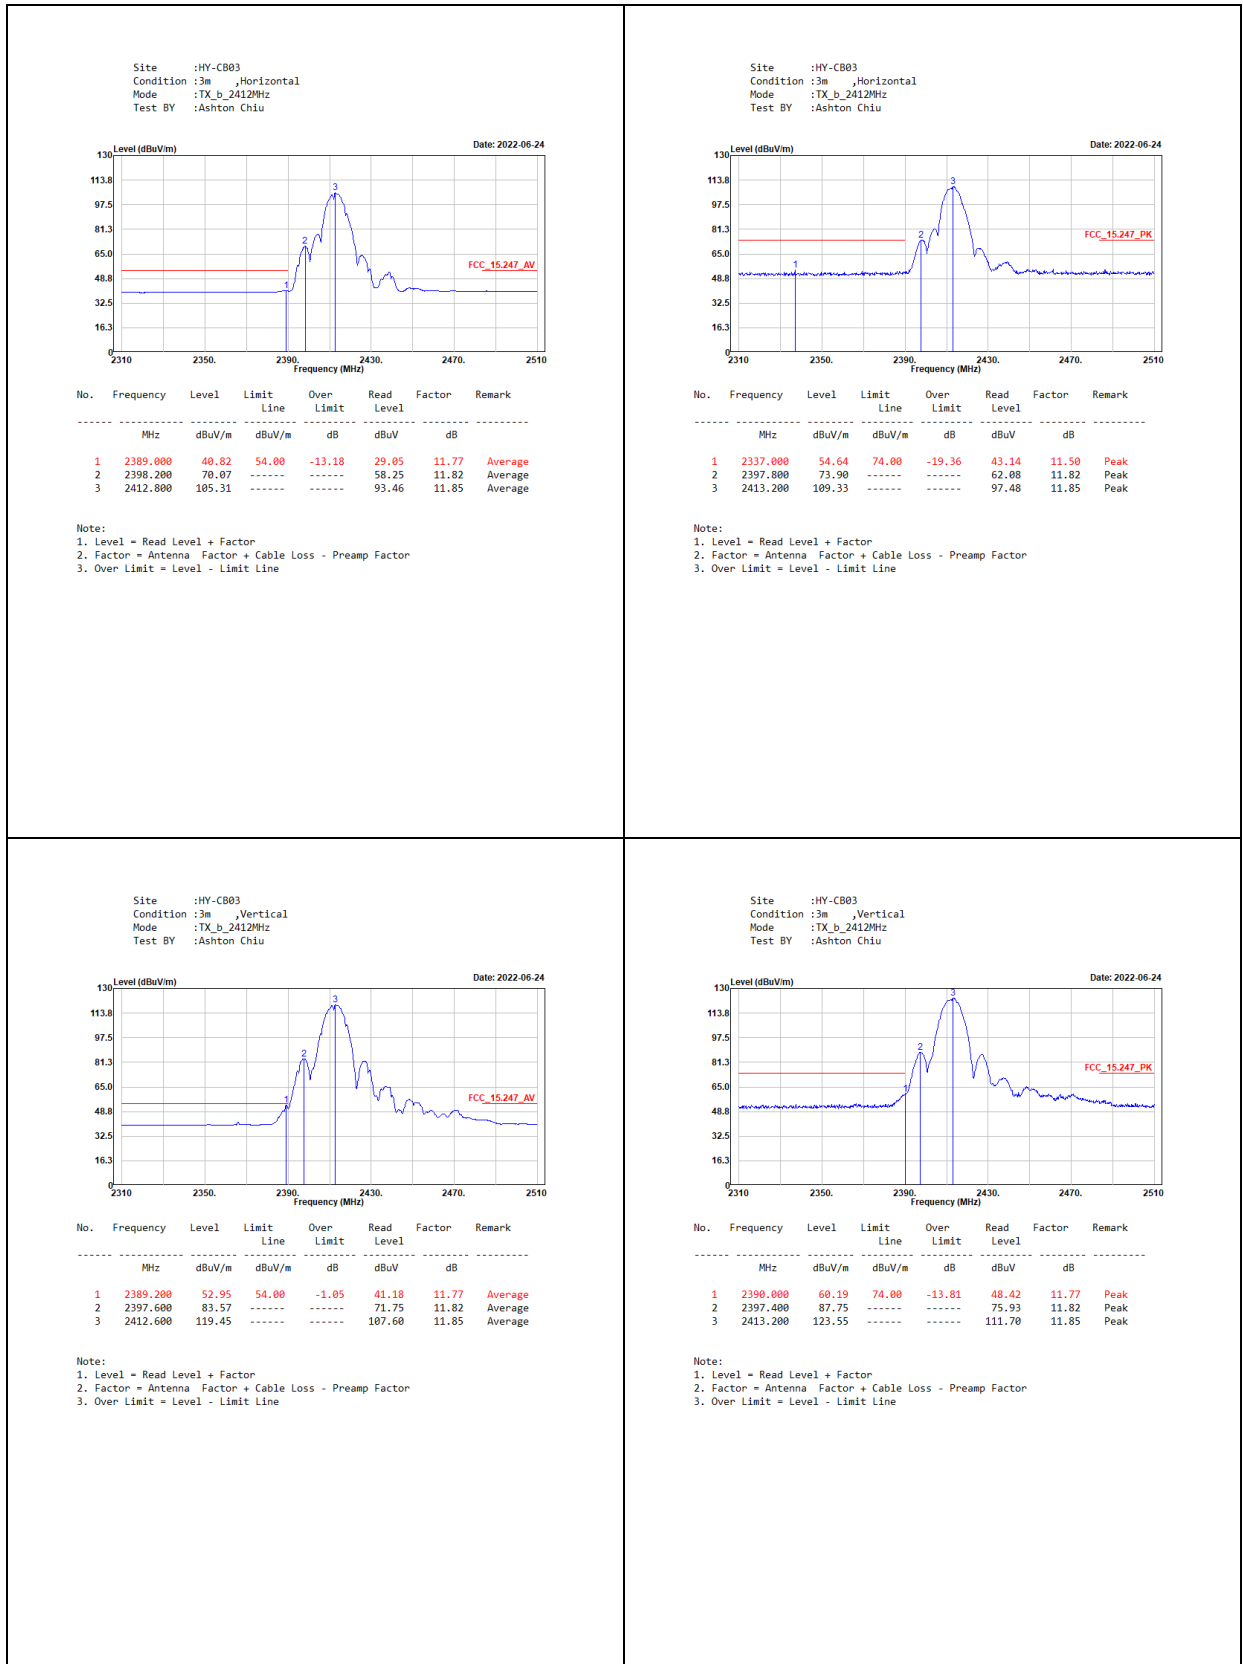 Site :HY-CB03
Condition :3m ,Horizontal
Mode :TX_b_2412MHz
Test BY :Ashton Chiu
Level (dBuV/m) Date: 2022-06-24
130
113.8
97.5
81.3
65.0
48.8
32.5
16.3
0
3
2
1
FCC_15.247_AV
2310 2350. 2390. 2430. 2470. 2510
Frequency (MHz)
No. Frequency Level Limit Over Read Factor Remark
Line Limit Level
------ ----------- -------- -------- -------- -------- -------- ---------
MHz dBuV/m dBuV/m dB dBuV dB
1 2389.000 40.82 54.00 -13.18 29.05 11.77 Average
2 2398.200 70.07 ------ ------ 58.25 11.82 Average
3 2412.800 105.31 ------ ------ 93.46 11.85 Average
Note:
1. Level = Read Level + Factor
2. Factor = Antenna Factor + Cable Loss - Preamp Factor
3. Over Limit = Level - Limit Line
Site :HY-CB03
Condition :3m ,Horizontal
Mode :TX_b_2412MHz
Test BY :Ashton Chiu
Level (dBuV/m) Date: 2022-06-24
130
113.8
97.5
81.3
65.0
48.8
32.5
16.3
0
3
2
1
FCC_15.247_PK
2310 2350. 2390. 2430. 2470. 2510
Frequency (MHz)
No. Frequency Level Limit Over Read Factor Remark
Line Limit Level
------ ----------- -------- -------- -------- -------- -------- ---------
MHz dBuV/m dBuV/m dB dBuV dB
1 2337.000 54.64 74.00 -19.36 43.14 11.50 Peak
2 2397.800 73.90 ------ ------ 62.08 11.82 Peak
3 2413.200 109.33 ------ ------ 97.48 11.85 Peak
Note:
1. Level = Read Level + Factor
2. Factor = Antenna Factor + Cable Loss - Preamp Factor
3. Over Limit = Level - Limit Line
Site :HY-CB03
Condition :3m ,Vertical
Mode :TX_b_2412MHz
Test BY :Ashton Chiu
Level (dBuV/m) Date: 2022-06-24
130
113.8
97.5
81.3
65.0
48.8
32.5
16.3
0
3
2
1
FCC_15.247_AV
2310 2350. 2390. 2430. 2470. 2510
Frequency (MHz)
No. Frequency Level Limit Over Read Factor Remark
Line Limit Level
------ ----------- -------- -------- -------- -------- -------- ---------
MHz dBuV/m dBuV/m dB dBuV dB
1 2389.200 52.95 54.00 -1.05 41.18 11.77 Average
2 2397.600 83.57 ------ ------ 71.75 11.82 Average
3 2412.600 119.45 ------ ------ 107.60 11.85 Average
Note:
1. Level = Read Level + Factor
2. Factor = Antenna Factor + Cable Loss - Preamp Factor
3. Over Limit = Level - Limit Line
Site :HY-CB03
Condition :3m ,Vertical
Mode :TX_b_2412MHz
Test BY :Ashton Chiu
Level (dBuV/m) Date: 2022-06-24
130
113.8
97.5
81.3
65.0
48.8
32.5
16.3
0
3
2
1
FCC_15.247_PK
2310 2350. 2390. 2430. 2470. 2510
Frequency (MHz)
No. Frequency Level Limit Over Read Factor Remark
Line Limit Level
------ ----------- -------- -------- -------- -------- -------- ---------
MHz dBuV/m dBuV/m dB dBuV dB
1 2390.000 60.19 74.00 -13.81 48.42 11.77 Peak
2 2397.400 87.75 ------ ------ 75.93 11.82 Peak
3 2413.200 123.55 ------ ------ 111.70 11.85 Peak
Note:
1. Level = Read Level + Factor
2. Factor = Antenna Factor + Cable Loss - Preamp Factor
3. Over Limit = Level - Limit Line